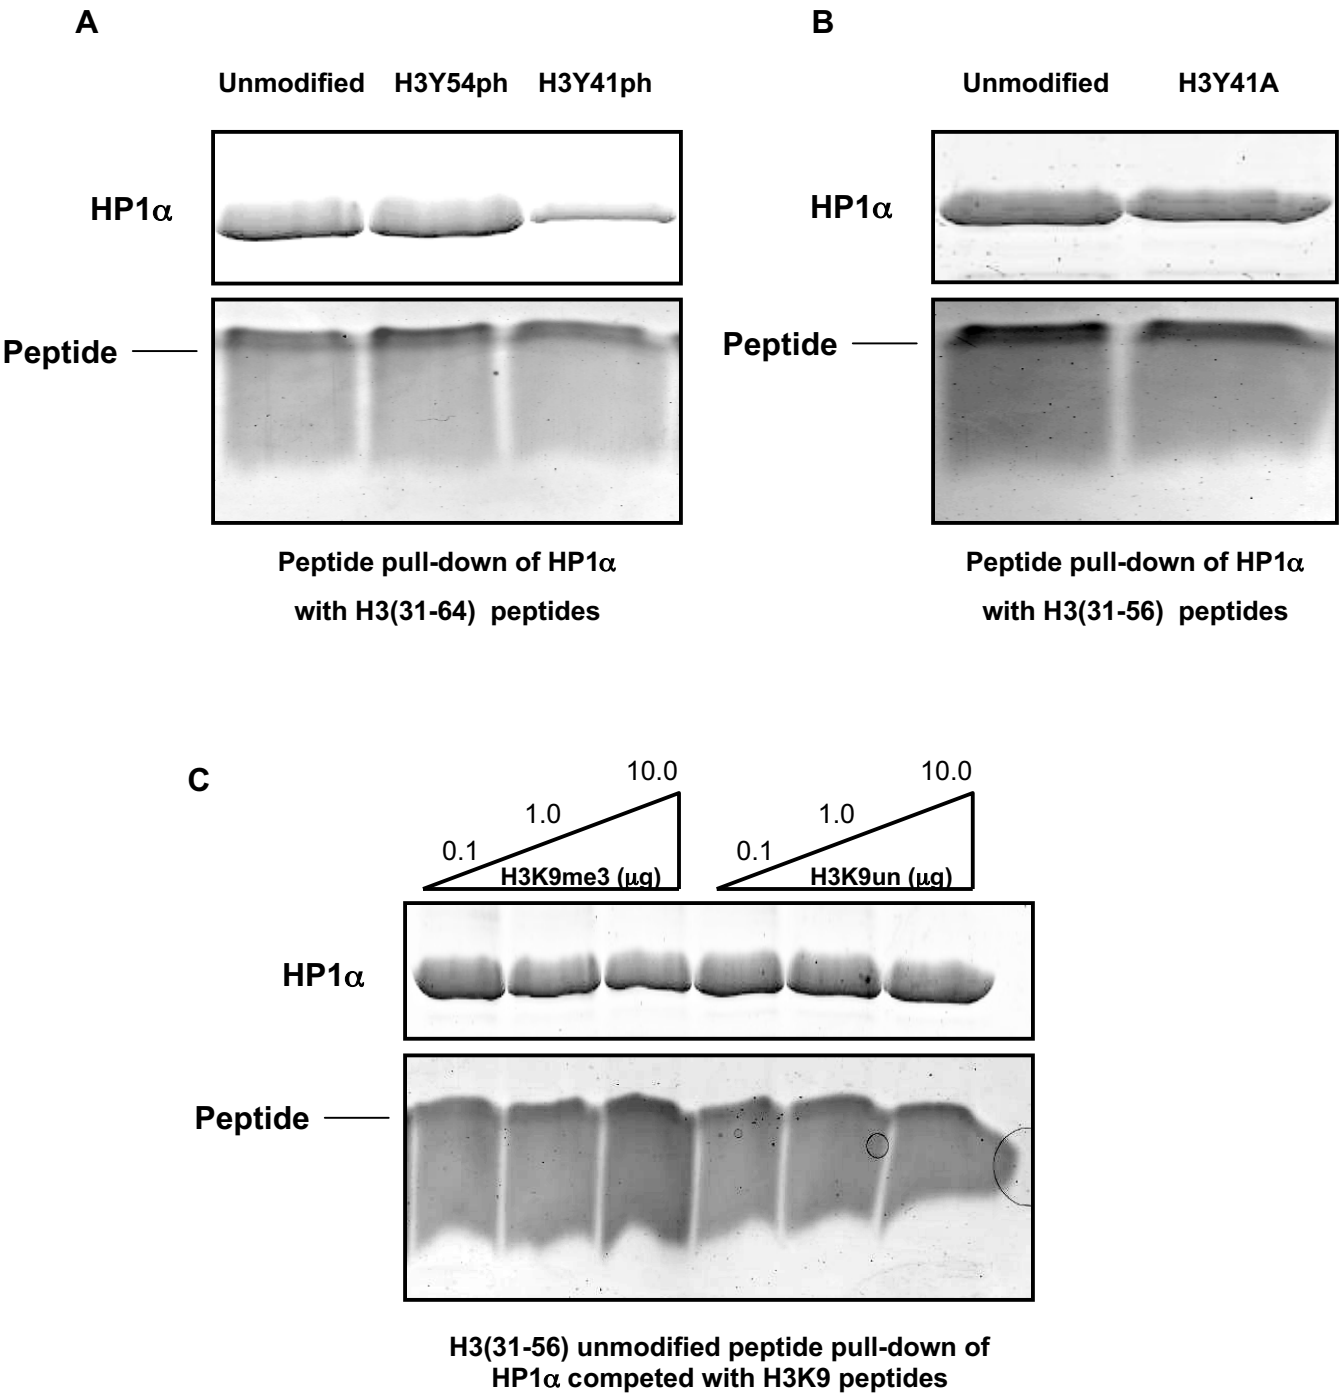 A
Unmodified H3Y54ph H3Y41ph
HP1α
Peptide
Peptide pull-down of HP1α
with H3(31-64) peptides
B
Unmodified H3Y41A
HP1α
Peptide
Peptide pull-down of HP1α
with H3(31-56) peptides
C
0.1 1.0 10.0
H3K9me3 (μg)
0.1 1.0 10.0
H3K9un (μg)
HP1α
Peptide
H3(31-56) unmodified peptide pull-down of
HP1α competed with H3K9 peptides